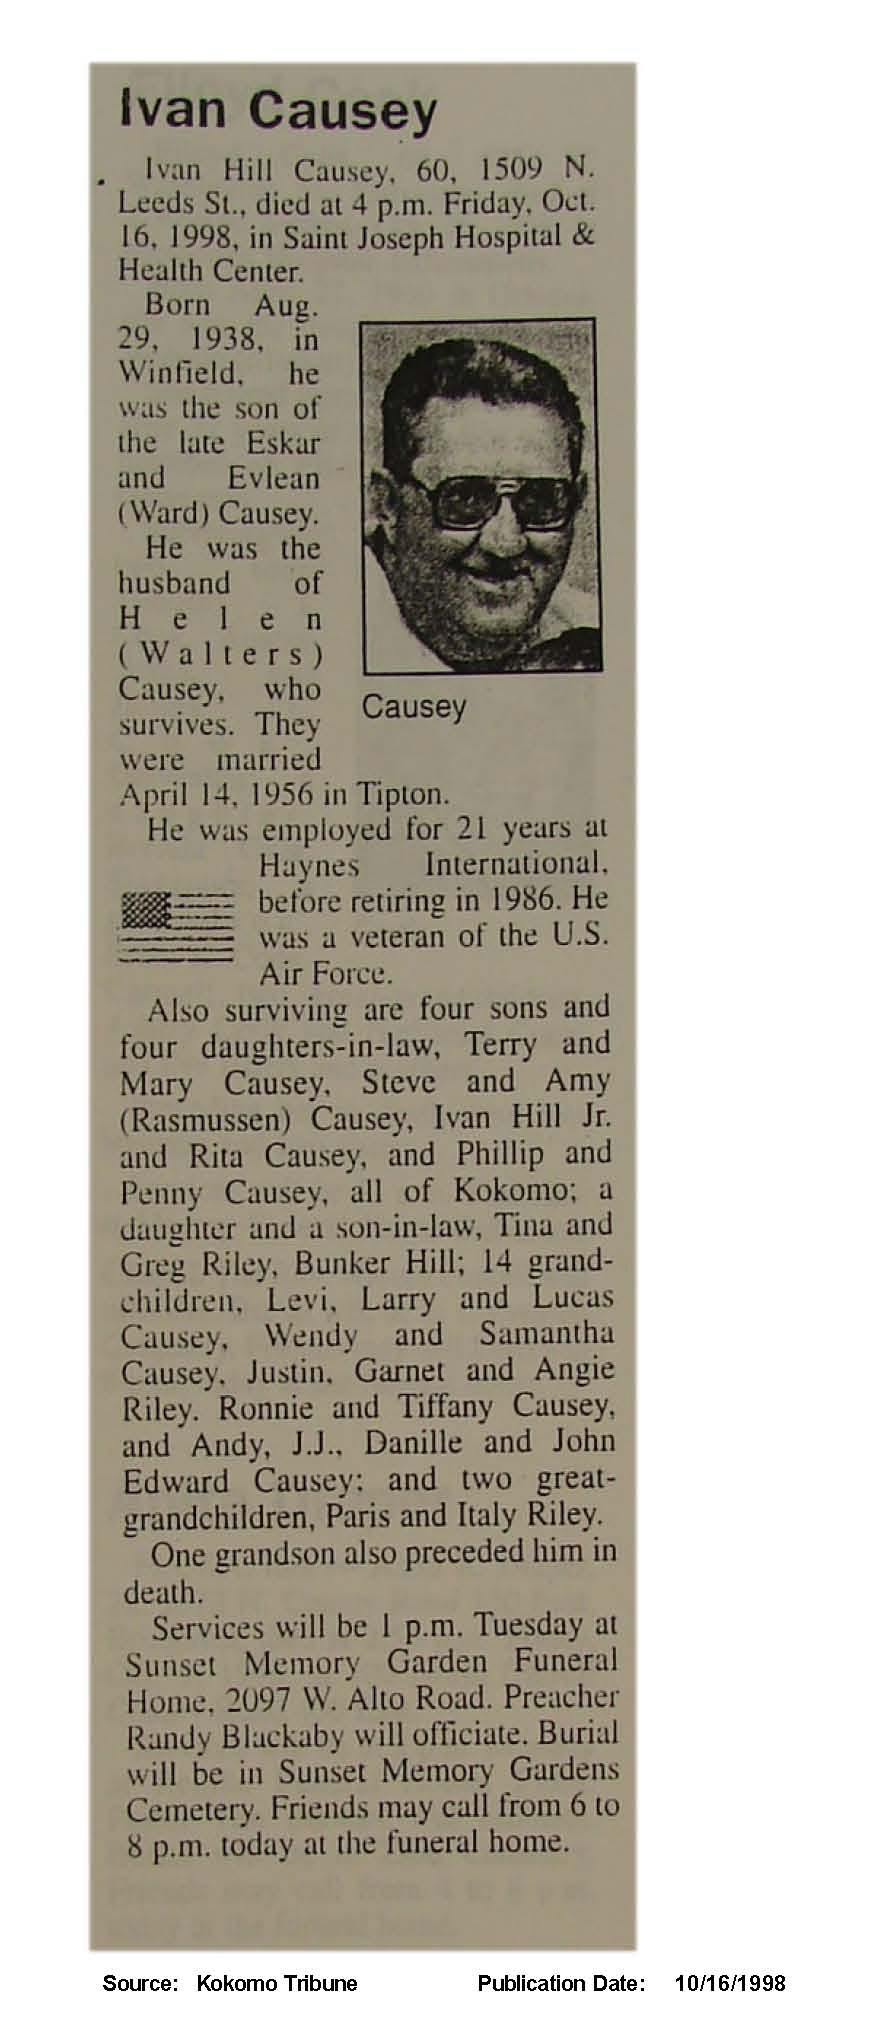 Ivan Causey
Ivan Hill Causey, 60, 1509 N.
Leeds St., died at 4 p.m. Friday, Oct.
16, 1998, in Saint Joseph Hospital &
Health Center.
Born Aug.
29, 1938, in
Winfield, he
was the son of
the late Eskar
and Evlean
(Ward) Causey.
He was the
husband of
Helen
(Walters)
Causey, who
survives. They
were married
Causey
April 14, 1956 in Tipton.
He was employed for 21 years at
Haynes International,
before retiring in 1986. He
was a veteran of the U.S.
Air Force.
Also surviving are four sons and
four daughters-in-law, Terry and
Mary Causey, Steve and Amy
(Rasmussen) Causey, Ivan Hill Jr.
and Rita Causey, and Phillip and
Penny Causey, all of Kokomo; a
daughter and a son-in-law, Tina and
Greg Riley, Bunker Hill; 14 grand-
children, Levi, Larry and Lucas
Causey, Wendy and Samantha
Causey, Justin, Garnet and Angie
Riley, Ronnie and Tiffany Causey,
and Andy, J.J., Danille and John
Edward Causey; and two great-
grandchildren, Paris and Italy Riley.
One grandson also preceded him in
death.
Services will be 1 p.m. Tuesday at
Sunset Memory Garden Funeral
Home, 2097 W. Alto Road. Preacher
Randy Blackaby will officiate. Burial
will be in Sunset Memory Gardens
Cemetery. Friends may call from 6 to
8 p.m. today at the funeral home.
Source: Kokomo Tribune Publication Date: 10/16/1998